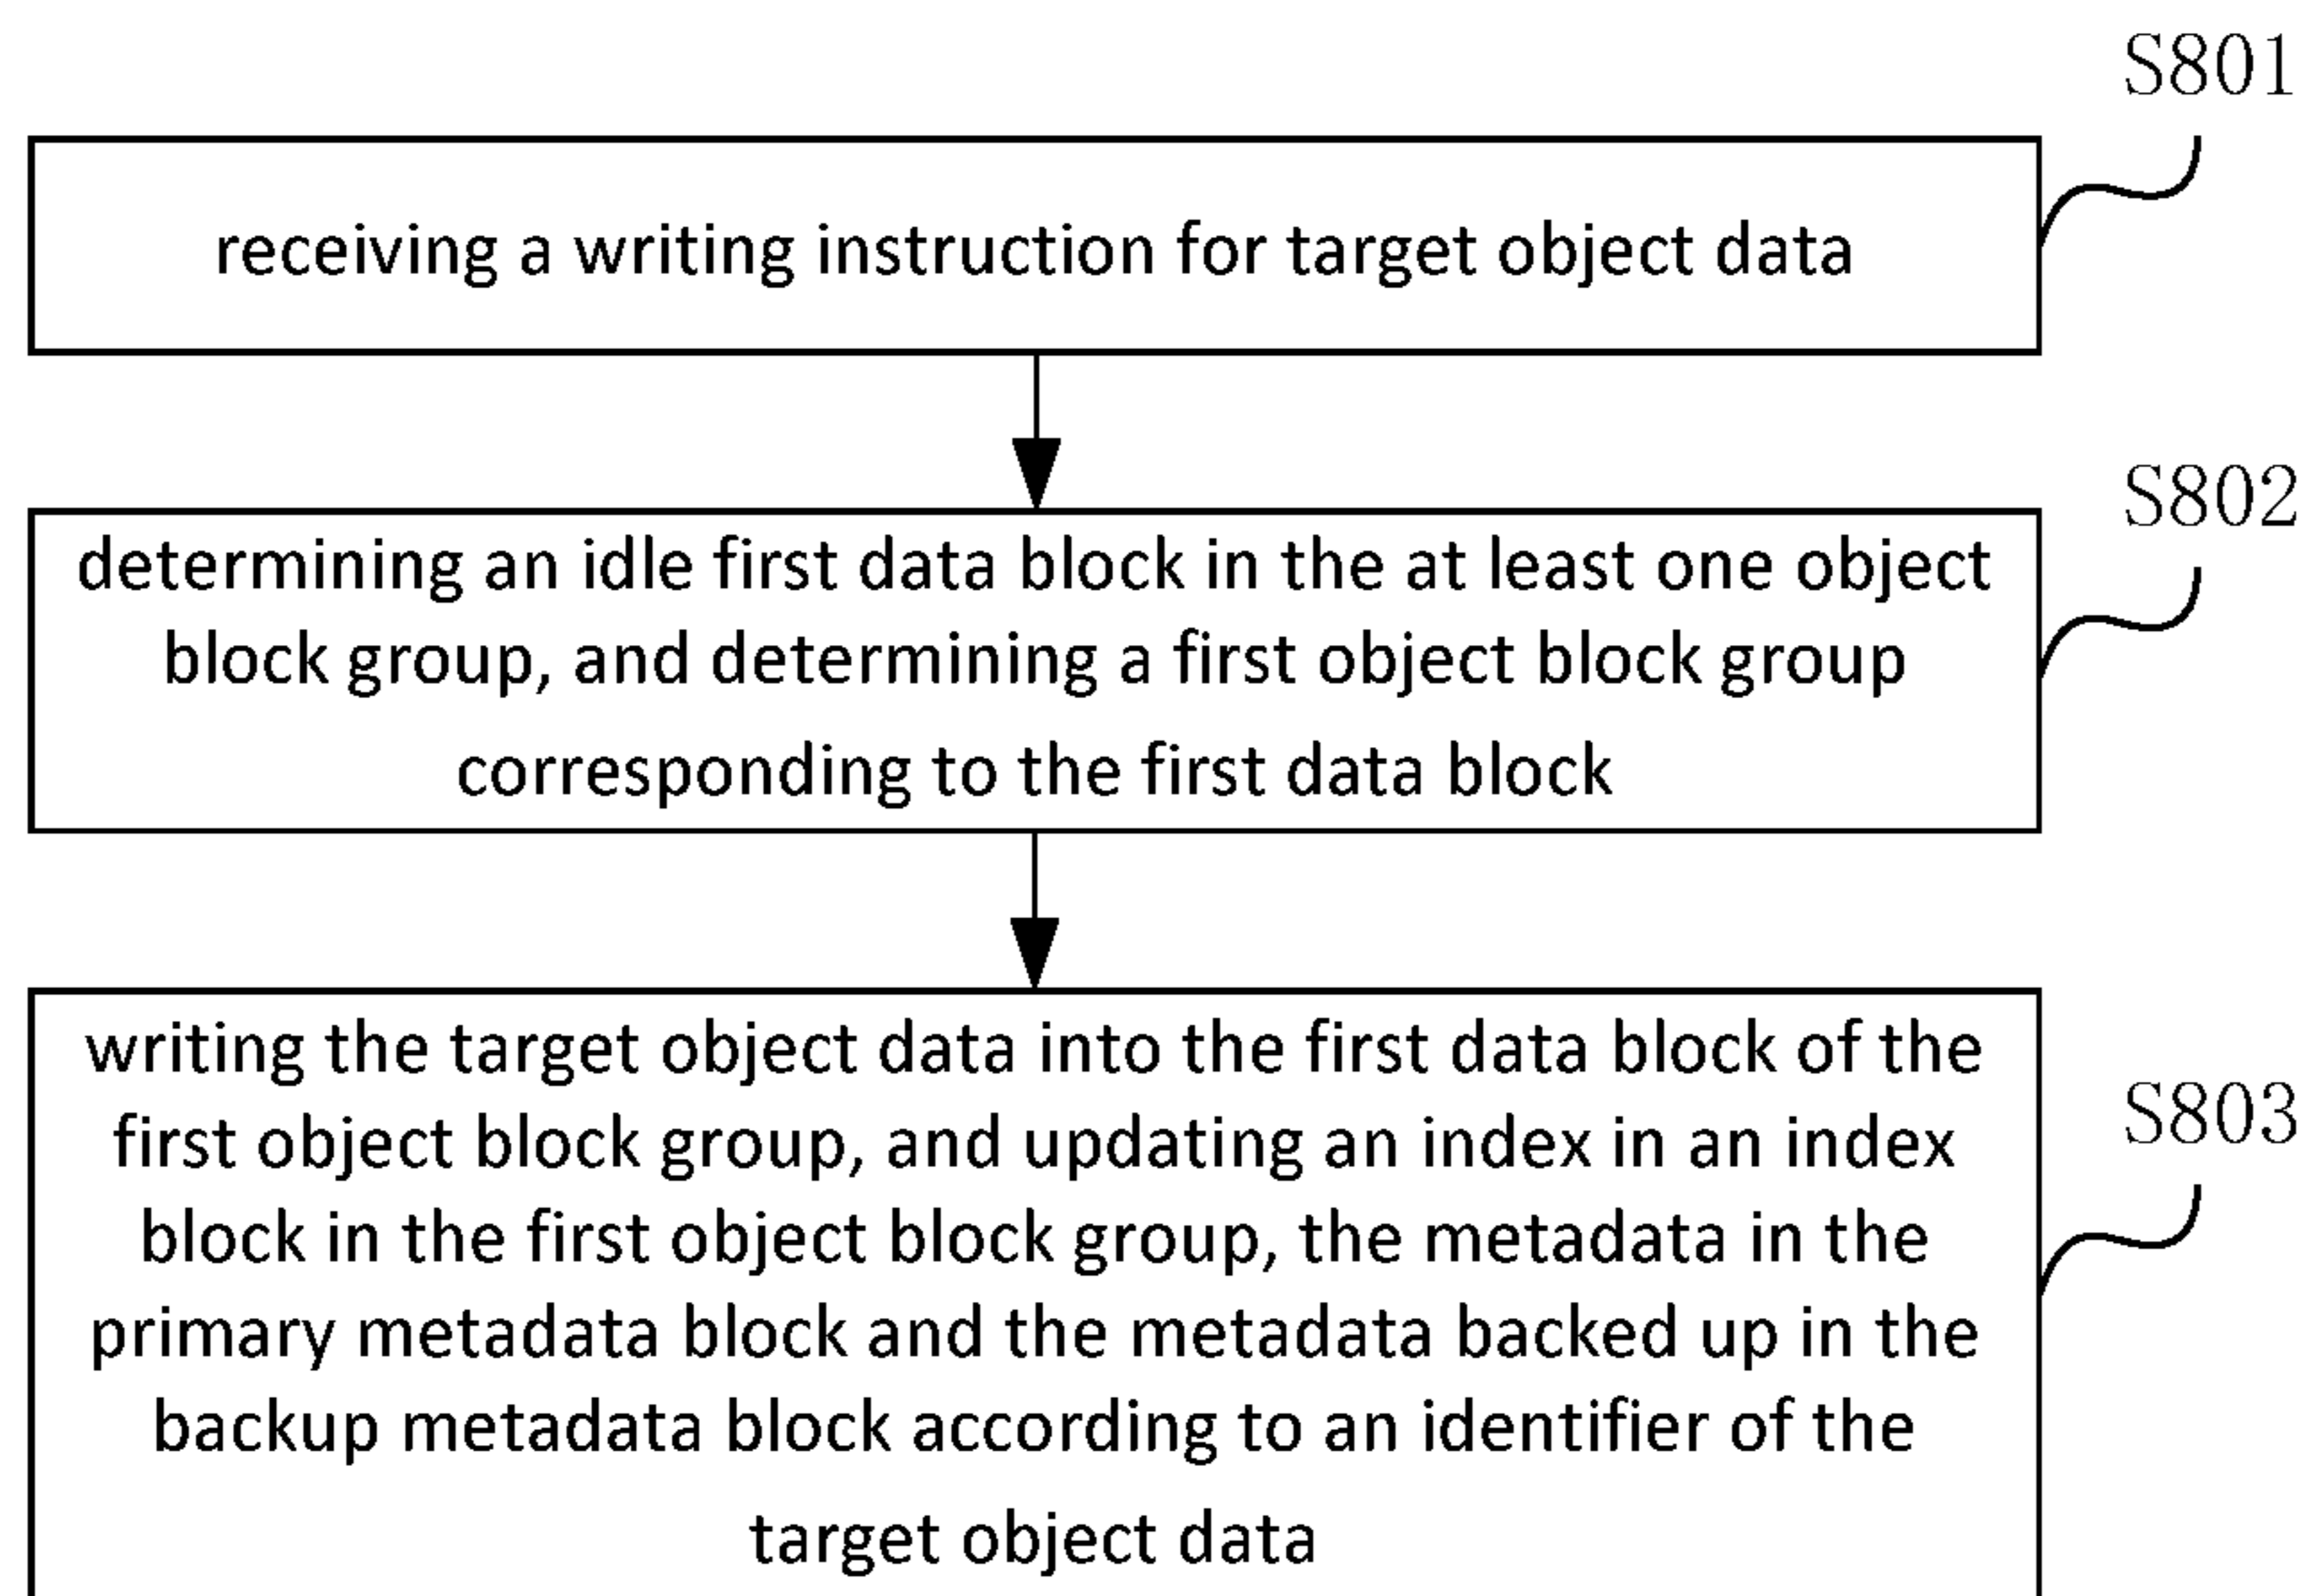 S801
receiving a writing instruction for target object data
S802
determining an idle first data block in the at least one object
block group, and determining a first object block group
corresponding to the first data block
S803
writing the target object data into the first data block of the
first object block group, and updating an index in an index
block in the first object block group, the metadata in the
primary metadata block and the metadata backed up in the
backup metadata block according to an identifier of the
target object data